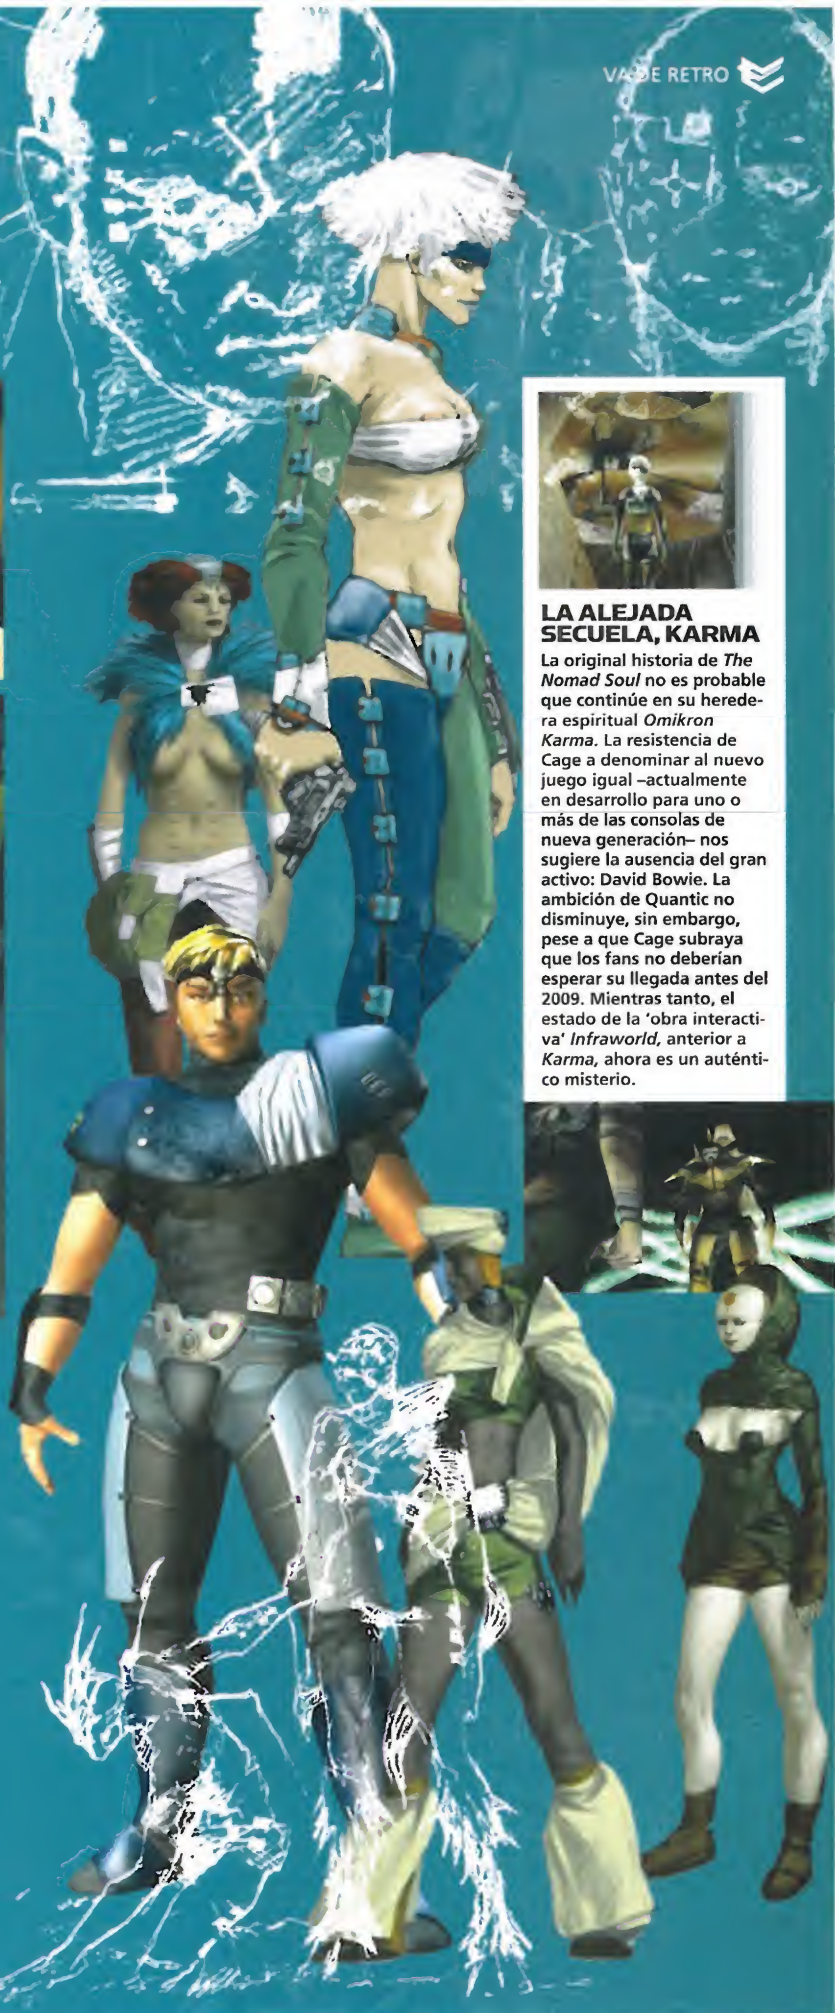 VA DE RETRO
LA ALEJADA
SECUELA, KARMA
La original historia de The
Nomad Soul no es probable
que continúe en su herede-
ra espiritual Omikron
Karma. La resistencia de
Cage a denominar al nuevo
juego igual –actualmente
en desarrollo para uno o
más de las consolas de
nueva generación– nos
sugiere la ausencia del gran
activo: David Bowie. La
ambición de Quantic no
disminuye, sin embargo,
pese a que Cage subraya
que los fans no deberían
esperar su llegada antes del
2009. Mientras tanto, el
estado de la 'obra interacti-
va' Infraworld, anterior a
Karma, ahora es un auténti-
co misterio.